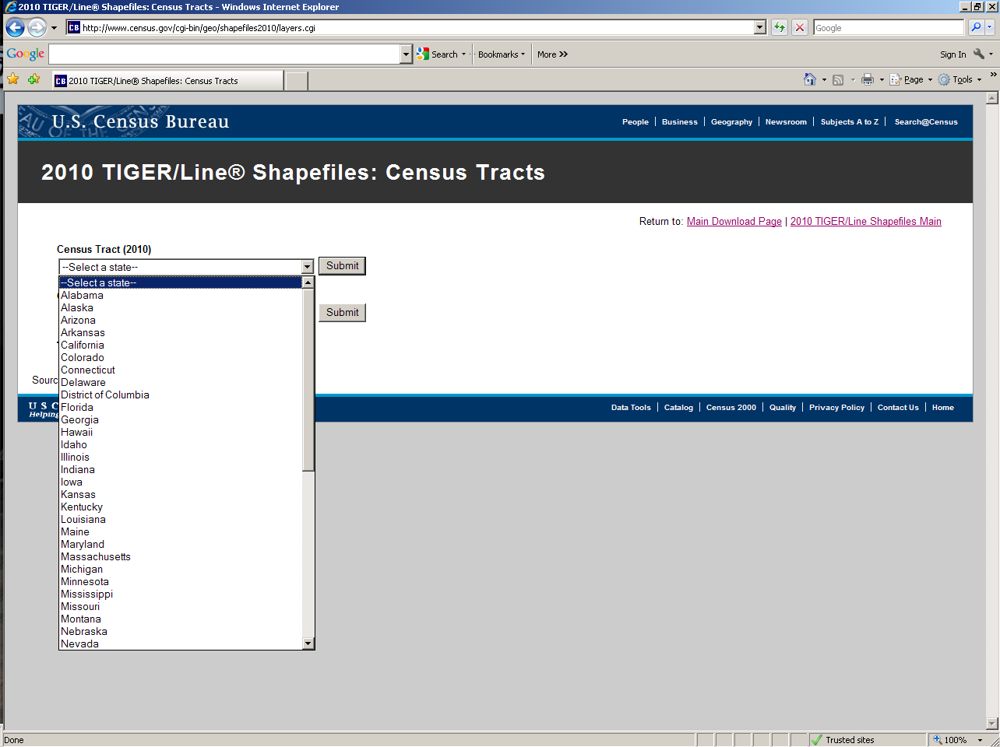 2010 TIGER/Line® Shapefiles: Census Tracts - Windows Internet Explorer
http://www.census.gov/cgi-bin/geo/shapefiles2010/layers.cgi
Google
Google
Search
Bookmarks
More »
Sign In
2010 TIGER/Line® Shapefiles: Census Tracts
Page
Tools
U.S. Census Bureau
People | Business | Geography | Newsroom | Subjects A to Z | Search@Census
2010 TIGER/Line® Shapefiles: Census Tracts
Return to: Main Download Page | 2010 TIGER/Line Shapefiles Main
Census Tract (2010)
--Select a state--
Submit
--Select a state--
Alabama
Alaska
Arizona
Submit
Arkansas
California
Colorado
Connecticut
Delaware
Sourc
District of Columbia
Florida
U S C
Helping
Data Tools | Catalog | Census 2000 | Quality | Privacy Policy | Contact Us | Home
Georgia
Hawaii
Idaho
Illinois
Indiana
Iowa
Kansas
Kentucky
Louisiana
Maine
Maryland
Massachusetts
Michigan
Minnesota
Mississippi
Missouri
Montana
Nebraska
Nevada
Done
Trusted sites
100%